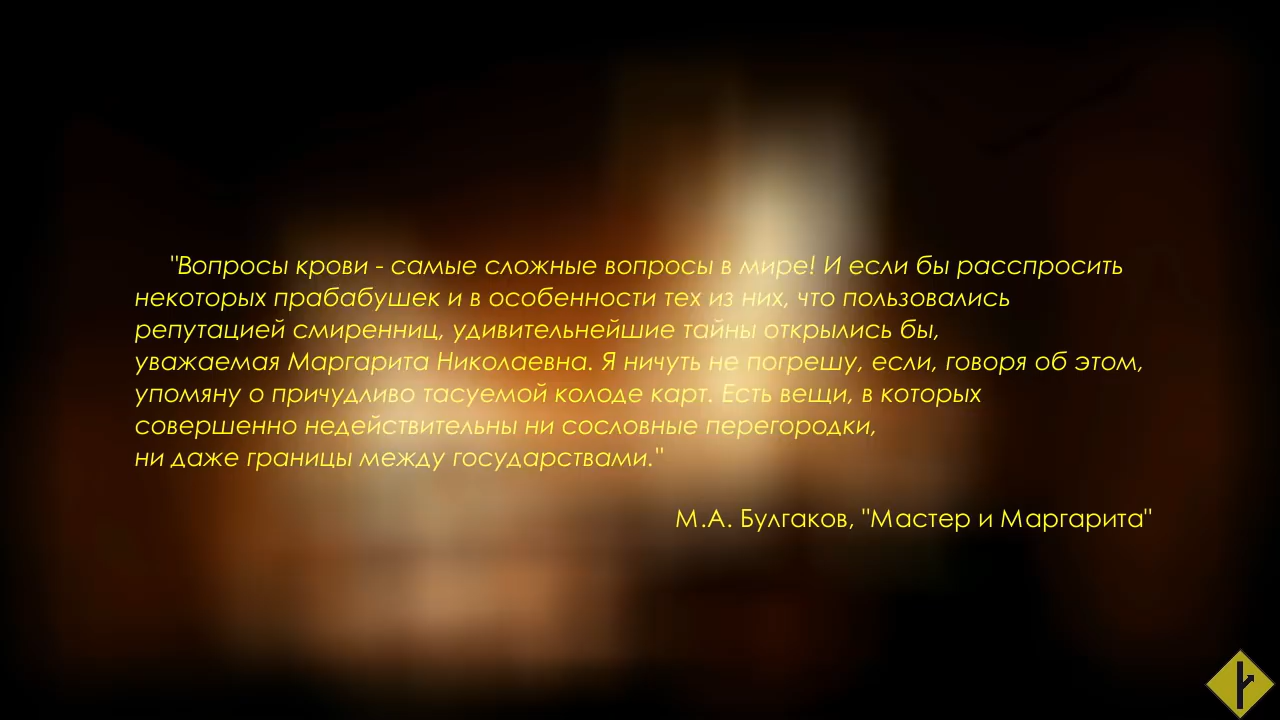 "Вопросы крови - самые сложные вопросы в мире! И если бы расспросить
некоторых прабабушек и в особенности тех из них, что пользовались
репутацией смиренниц, удивительнейшие тайны открылись бы,
уважаемая Маргарита Николаевна. Я ничуть не погрешу, если, говоря об этом,
упомяну о причудливо тасуемой колоде карт. Есть вещи, в которых
совершенно недействительны ни сословные перегородки,
ни даже границы между государствами."
М.А. Булгаков, "Мастер и Маргарита"